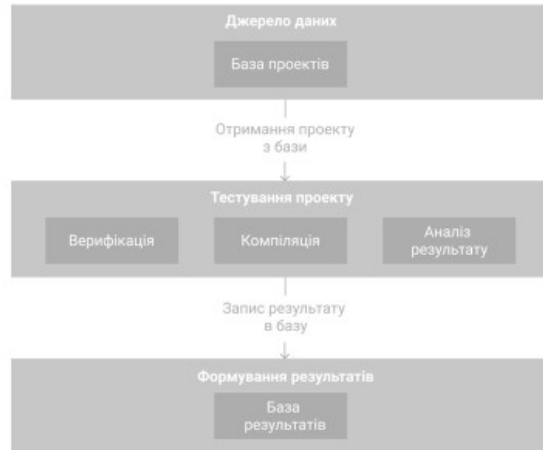 Джерело даних
База проектів
Отримання проекту
з бази
Тестування проекту
Верифікація
Компіляція
Аналіз
результату
Запис результату
в базу
Формування результатів
База
результатів